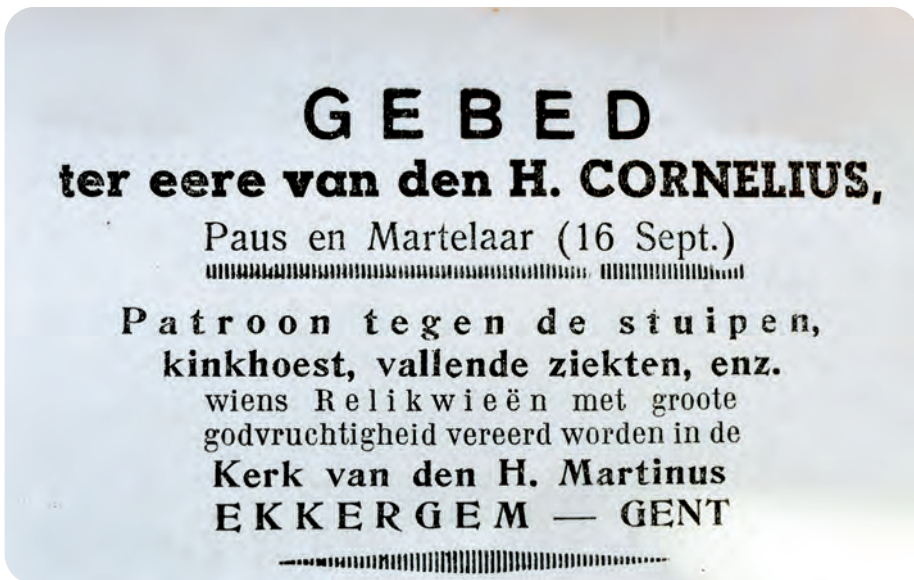 GEBED
ter eere van den H. CORNELIUS,
Paus en Martelaar (16 Sept.)
Patroon tegen de stuipen,
kinkhoest, vallende ziekten, enz.
wiens Relikwieën met groote
godvruchtigheid vereerd worden in de
Kerk van den H. Martinus
EKKERGEM — GENT